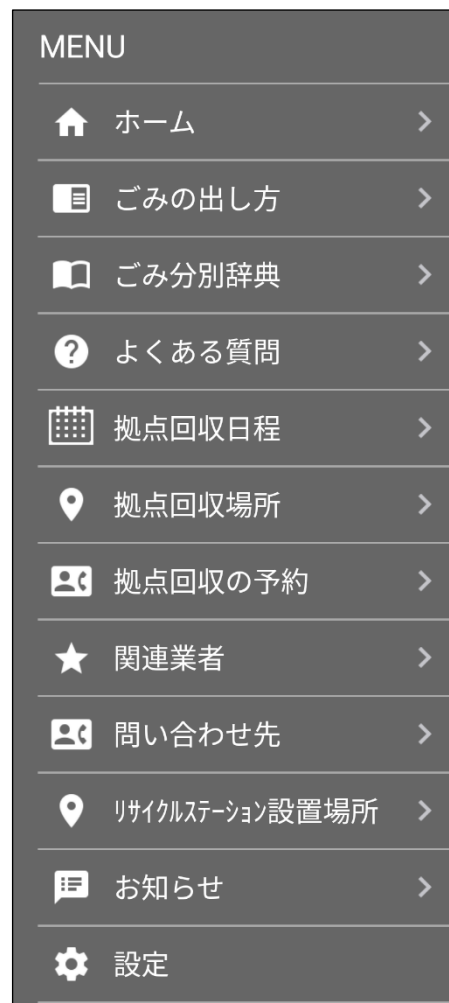 MENU
ホーム
ごみの出し方
ごみ分別辞典
よくある質問
拠点回収日程
拠点回収場所
拠点回収の予約
関連業者
問い合わせ先
ﾘｻｲｸﾙｽﾃｰｼｮﾝ設置場所
お知らせ
設定